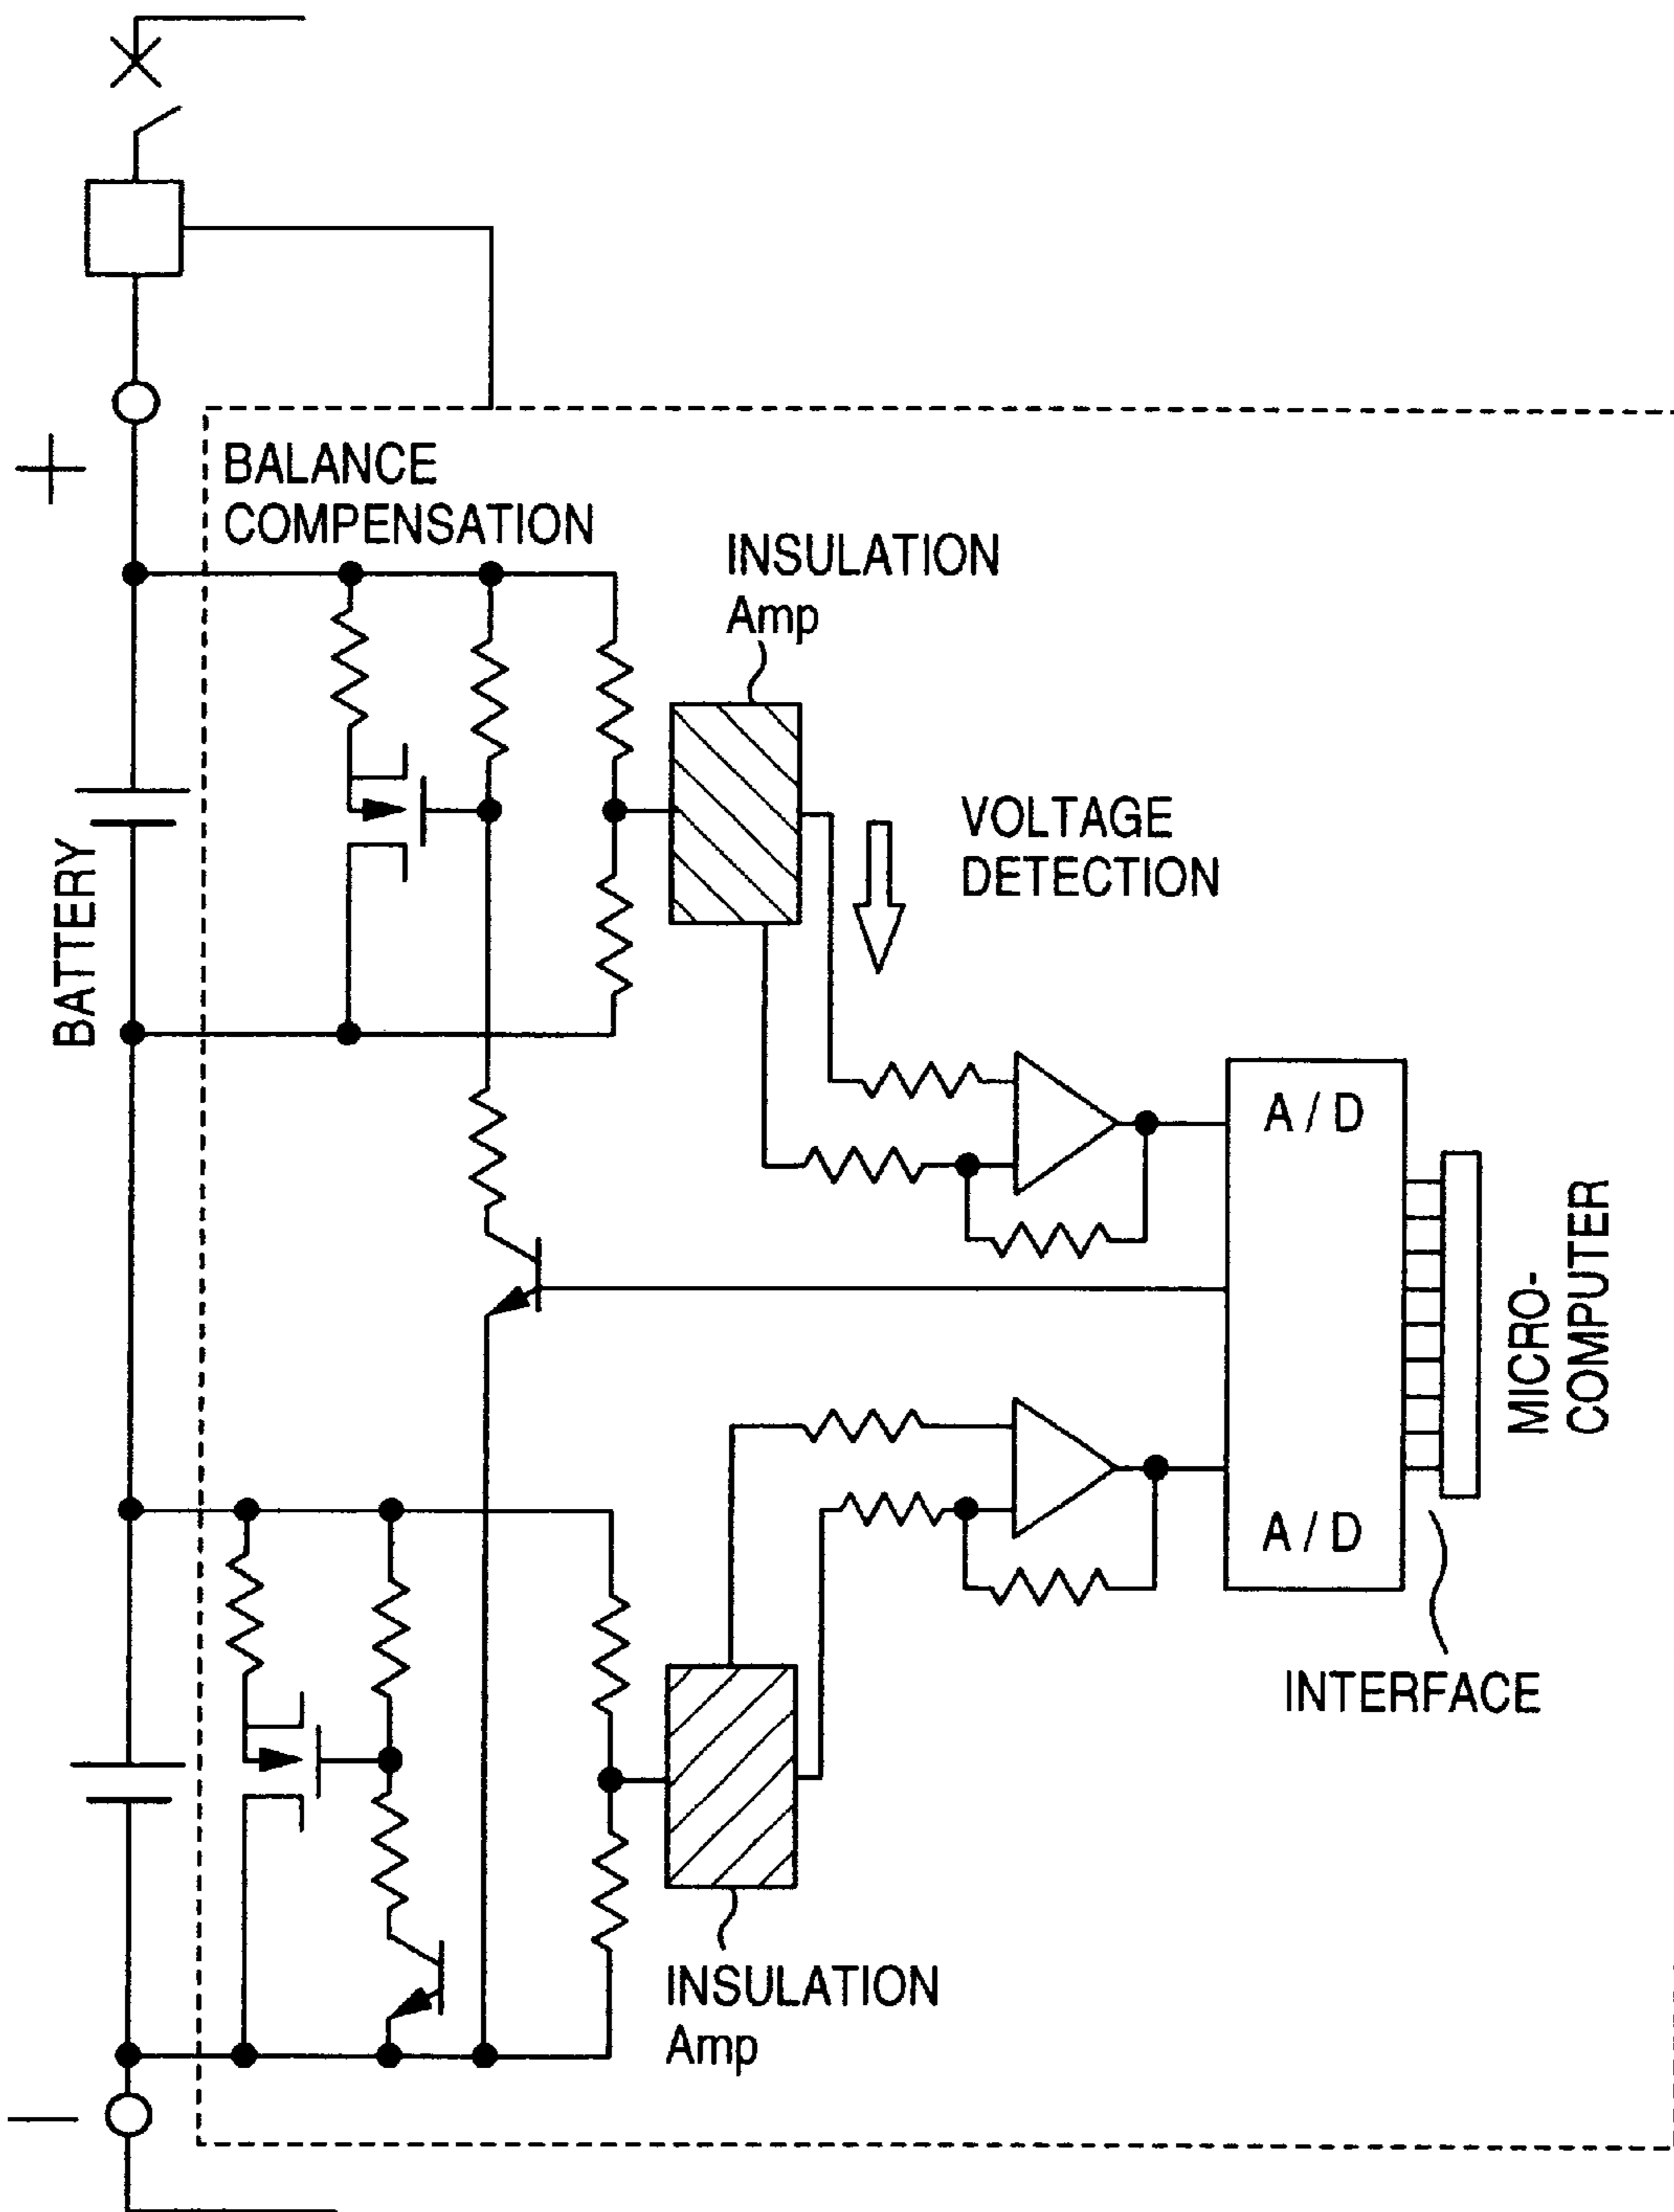 +
BALANCE
COMPENSATION
INSULATION
Amp
VOLTAGE
DETECTION
BATTERY
A / D
MICRO-
COMPUTER
A / D
INTERFACE
INSULATION
Amp
—